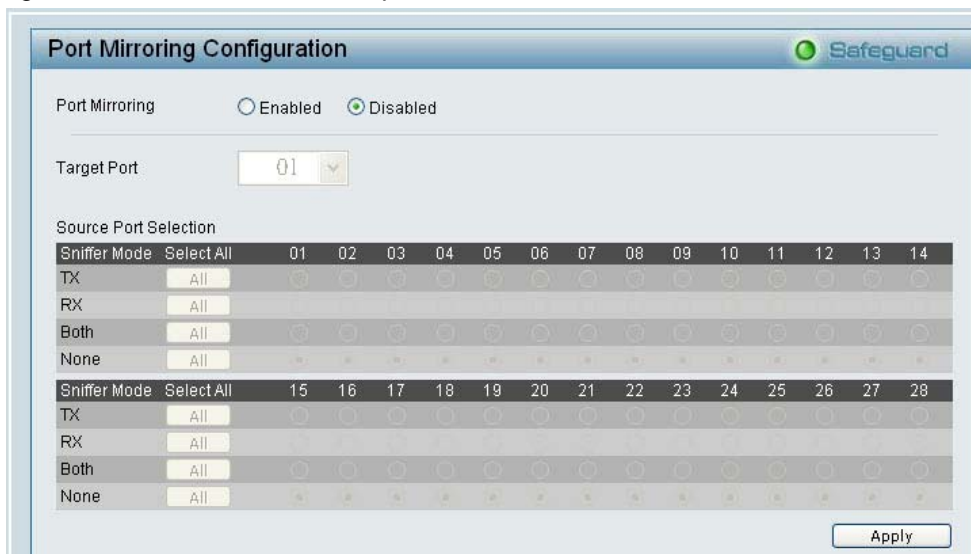 Port Mirroring Configuration Safeguard
Port Mirroring Enabled Disabled
Target Port 01
Source Port Selection
Sniffer Mode Select All 01 02 03 04 05 06 07 08 09 10 11 12 13 14
TX All
RX All
Both All
None All
Sniffer Mode Select All 15 16 17 18 19 20 21 22 23 24 25 26 27 28
TX All
RX All
Both All
None All
Apply